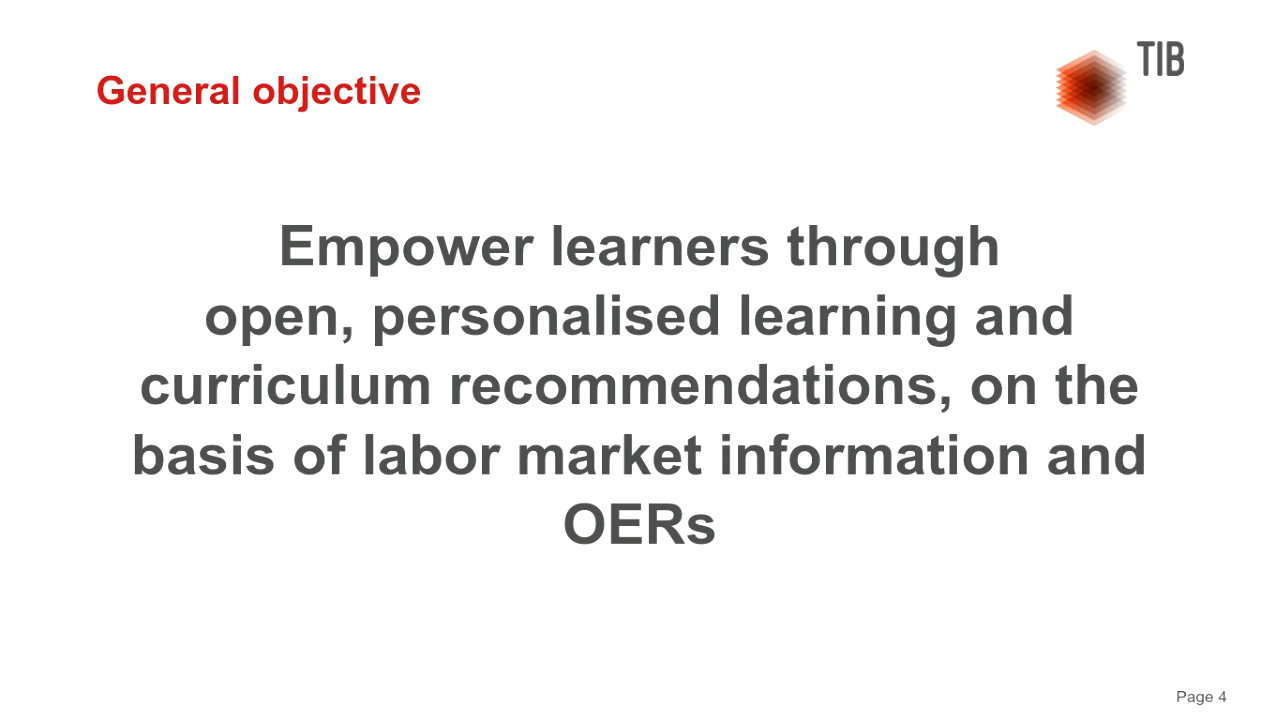 General objective
TIB
Empower learners through
open, personalised learning and
curriculum recommendations, on the
basis of labor market information and
OERs
Page 4